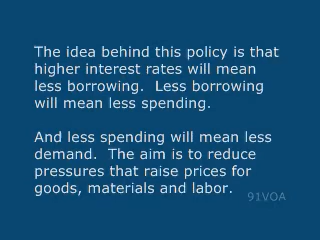 The idea behind this policy is that
higher interest rates will mean
less borrowing.  Less borrowing
will mean less spending.
And less spending will mean less
demand.  The aim is to reduce
pressures that raise prices for
goods, materials and labor.
91VOA